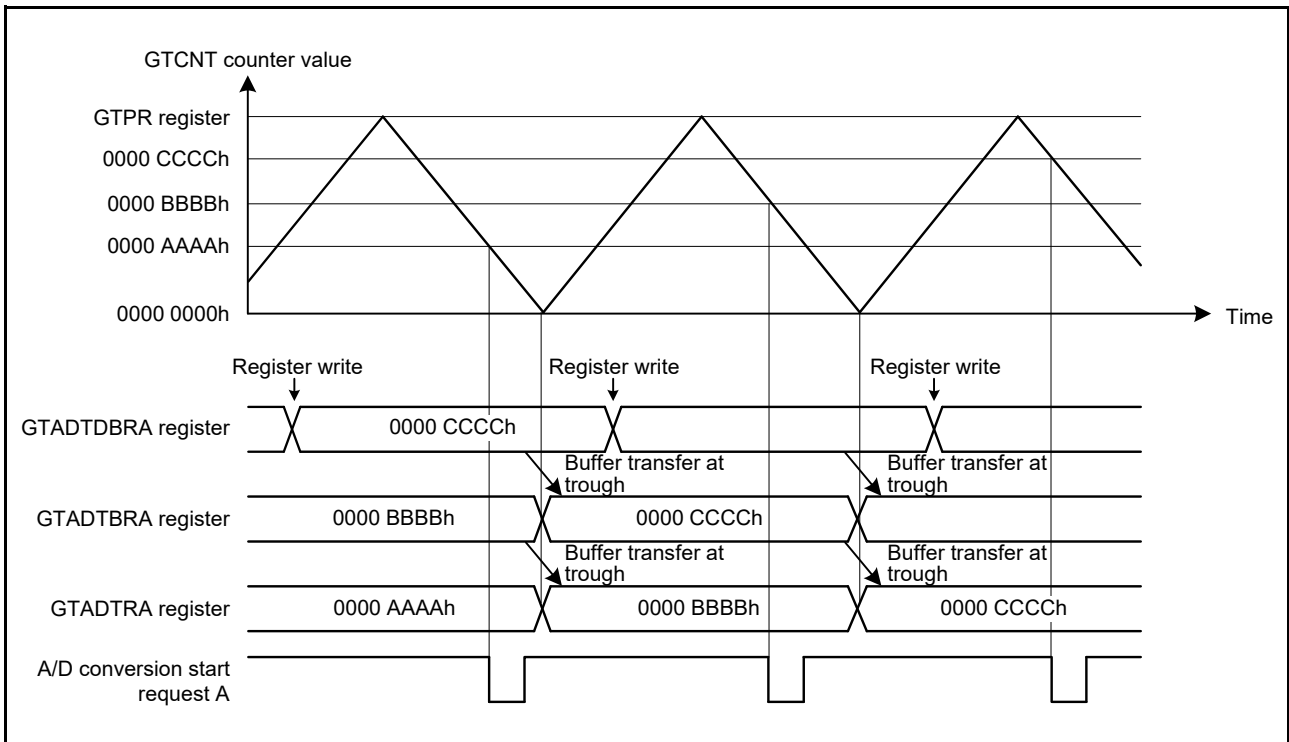 GTCNT counter value
GTPR register
0000 CCCCh
0000 BBBBh
0000 AAAAh
0000 0000h
Time
Register write
Register write
Register write
GTADTDBRA register
0000 CCCCh
Buffer transfer at
trough
Buffer transfer at
trough
GTADTBRA register
0000 BBBBh
0000 CCCCh
Buffer transfer at
trough
Buffer transfer at
trough
GTADTRA register
0000 AAAAh
0000 BBBBh
0000 CCCCh
A/D conversion start
request A